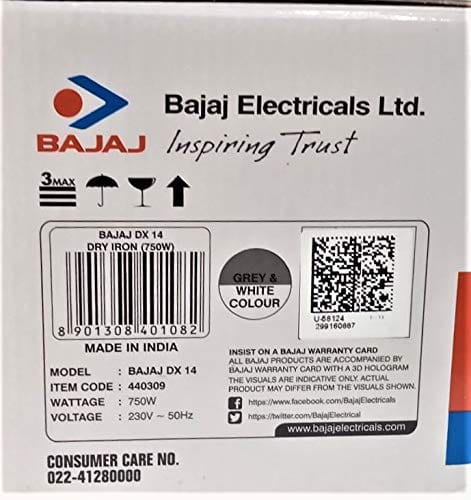 BAJAJ
Bajaj Electricals Ltd.
Inspiring Trust
3MAX
BAJAJ DX 14
DRY IRON (750W)
8 901308 401082
MADE IN INDIA
GREY &
WHITE
COLOUR
U-58124
299160867
MODEL : BAJAJ DX 14
ITEM CODE : 440309
WATTAGE : 750W
VOLTAGE : 230V ~ 50Hz
INSIST ON A BAJAJ WARRANTY CARD
ALL BAJAJ PRODUCTS ARE ACCOMPANIED BY
BAJAJ WARRANTY CARD WITH A 3D HOLOGRAM
THE VISUALS ARE INDICATIVE ONLY. ACTUAL
PRODUCT MAY DIFFER FROM THE VISUALS SHOWN.
https://www.facebook.com/BajajElectricals
https://twitter.com/BajajElectrical
www.bajajelectricals.com
CONSUMER CARE NO.
022-41280000